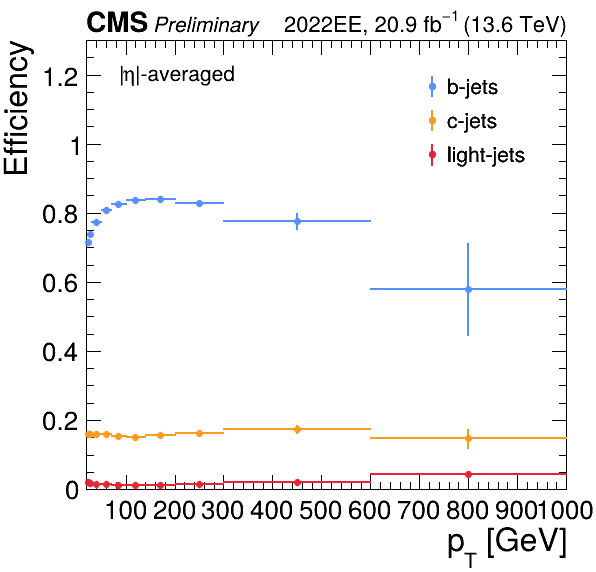 CMS Preliminary 2022EE, 20.9 fb⁻¹ (13.6 TeV)
|η|-averaged
b-jets
c-jets
light-jets
Efficiency
1.2
1
0.8
0.6
0.4
0.2
0
100 200 300 400 500 600 700 800 900 1000
p_T [GeV]